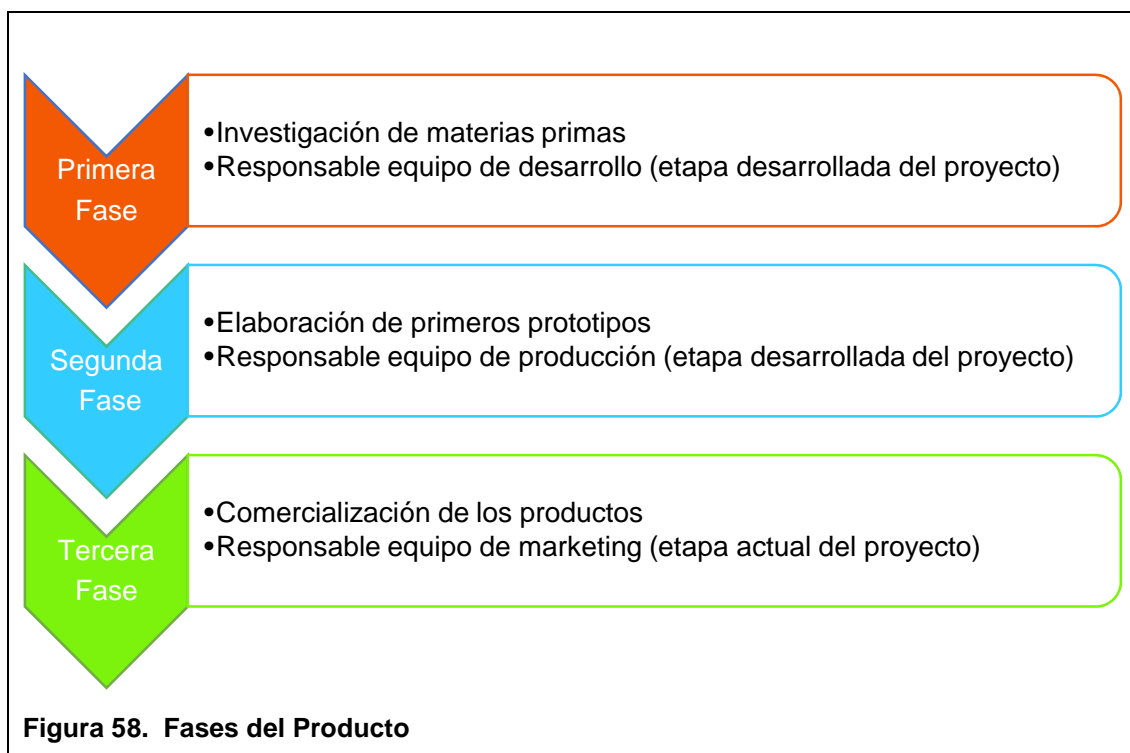 Primera
Fase
•Investigación de materias primas
•Responsable equipo de desarrollo (etapa desarrollada del proyecto)
Segunda
Fase
•Elaboración de primeros prototipos
•Responsable equipo de producción (etapa desarrollada del proyecto)
Tercera
Fase
•Comercialización de los productos
•Responsable equipo de marketing (etapa actual del proyecto)
Figura 58. Fases del Producto